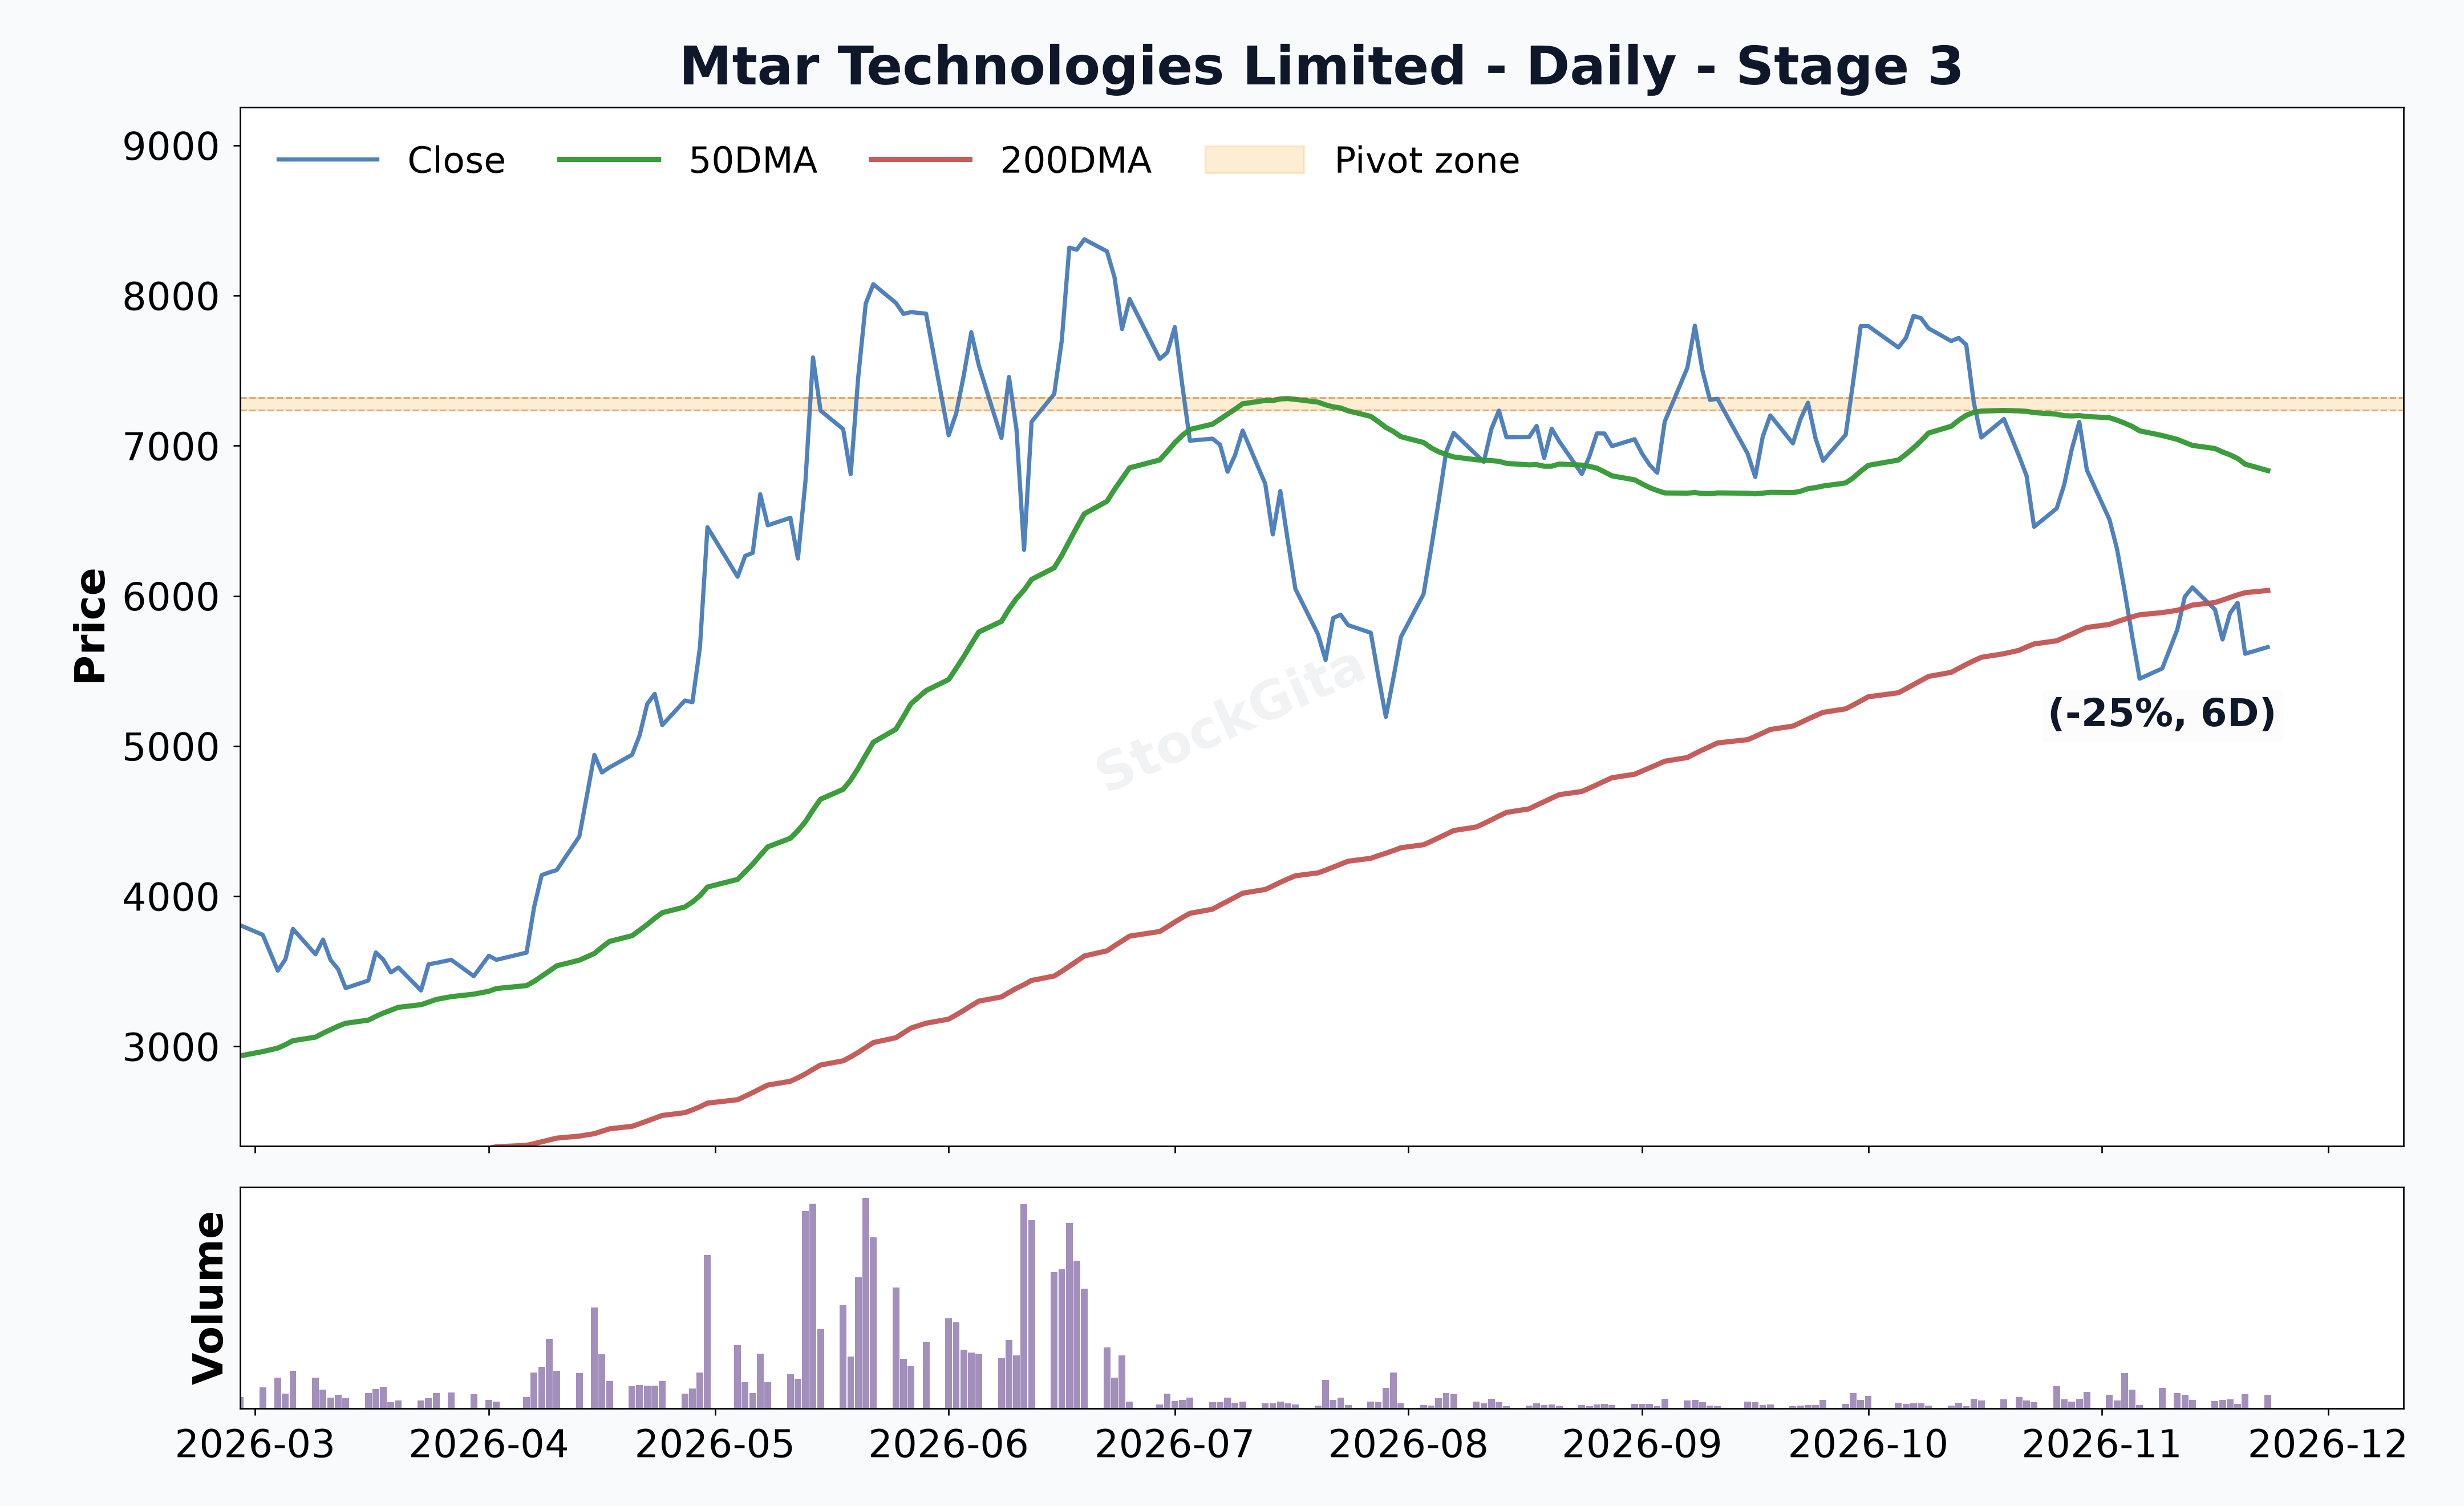 Mtar Technologies Limited - Daily - Stage 3
Close 50DMA 200DMA Pivot zone
9000
8000
7000
6000
5000
4000
3000
Price
StockGita
(-25%, 6D)
Volume
2026-03 2026-04 2026-05 2026-06 2026-07 2026-08 2026-09 2026-10 2026-11 2026-12